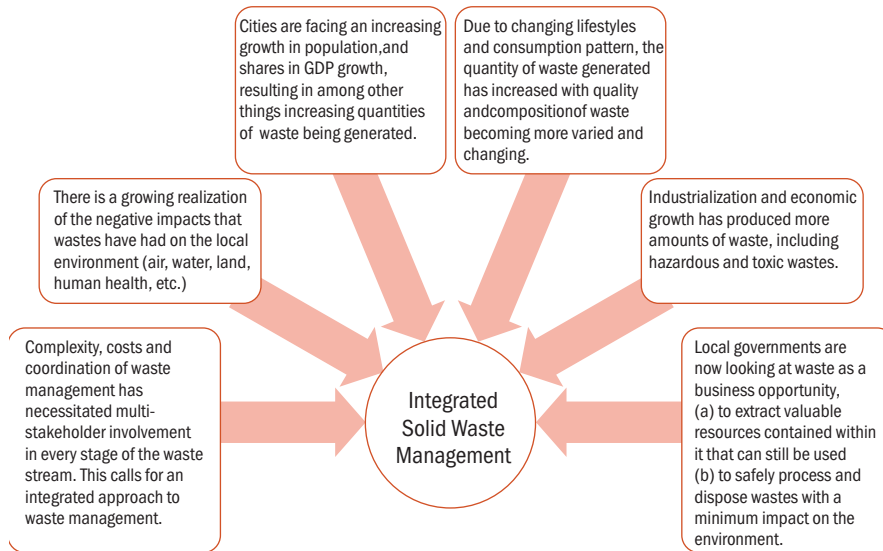 Cities are facing an increasing
growth in population,and
shares in GDP growth,
resulting in among other
things increasing quantities
of waste being generated.
Due to changing lifestyles
and consumption pattern, the
quantity of waste generated
has increased with quality
andcompositionof waste
becoming more varied and
changing.
There is a growing realization
of the negative impacts that
wastes have had on the local
environment (air, water, land,
human health, etc.)
Industrialization and economic
growth has produced more
amounts of waste, including
hazardous and toxic wastes.
Complexity, costs and
coordination of waste
management has
necessitated multi-
stakeholder involvement
in every stage of the waste
stream. This calls for an
integrated approach to
waste management.
Integrated
Solid Waste
Management
Local governments are
now looking at waste as a
business opportunity,
(a) to extract valuable
resources contained within
it that can still be used
(b) to safely process and
dispose wastes with a
minimum impact on the
environment.